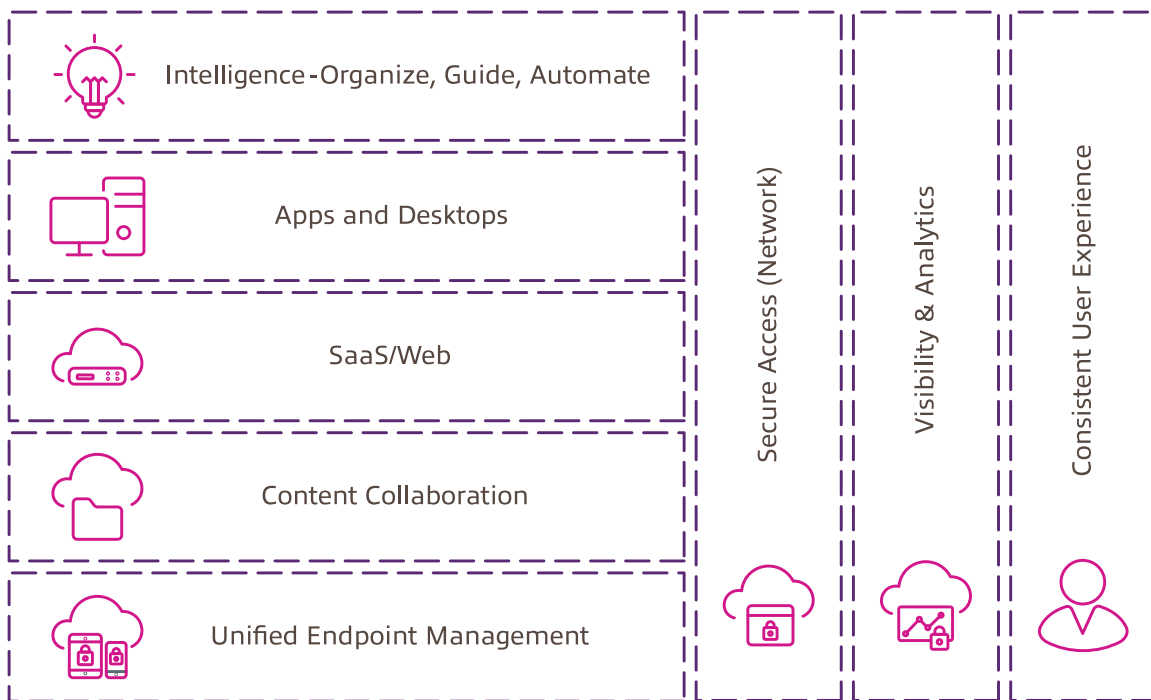 Intelligence-Organize, Guide, Automate
Apps and Desktops
SaaS/Web
Content Collaboration
Unified Endpoint Management
Secure Access (Network)
Visibility & Analytics
Consistent User Experience